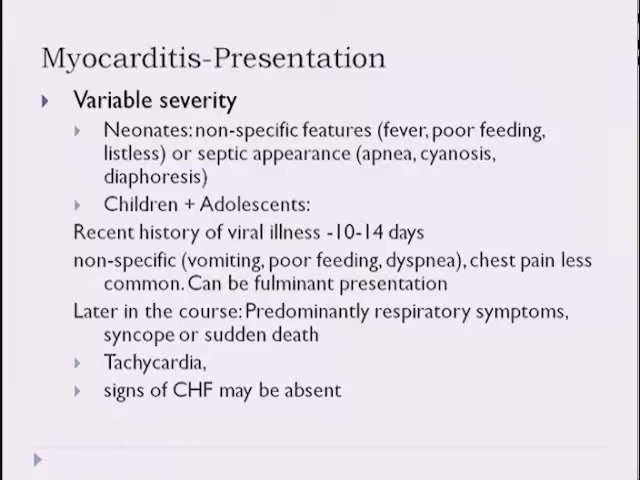 Myocarditis-Presentation
Variable severity
Neonates: non-specific features (fever, poor feeding,
listless) or septic appearance (apnea, cyanosis,
diaphoresis)
Children + Adolescents:
Recent history of viral illness -10-14 days
non-specific (vomiting, poor feeding, dyspnea), chest pain less
common. Can be fulminant presentation
Later in the course: Predominantly respiratory symptoms,
syncope or sudden death
Tachycardia,
signs of CHF may be absent